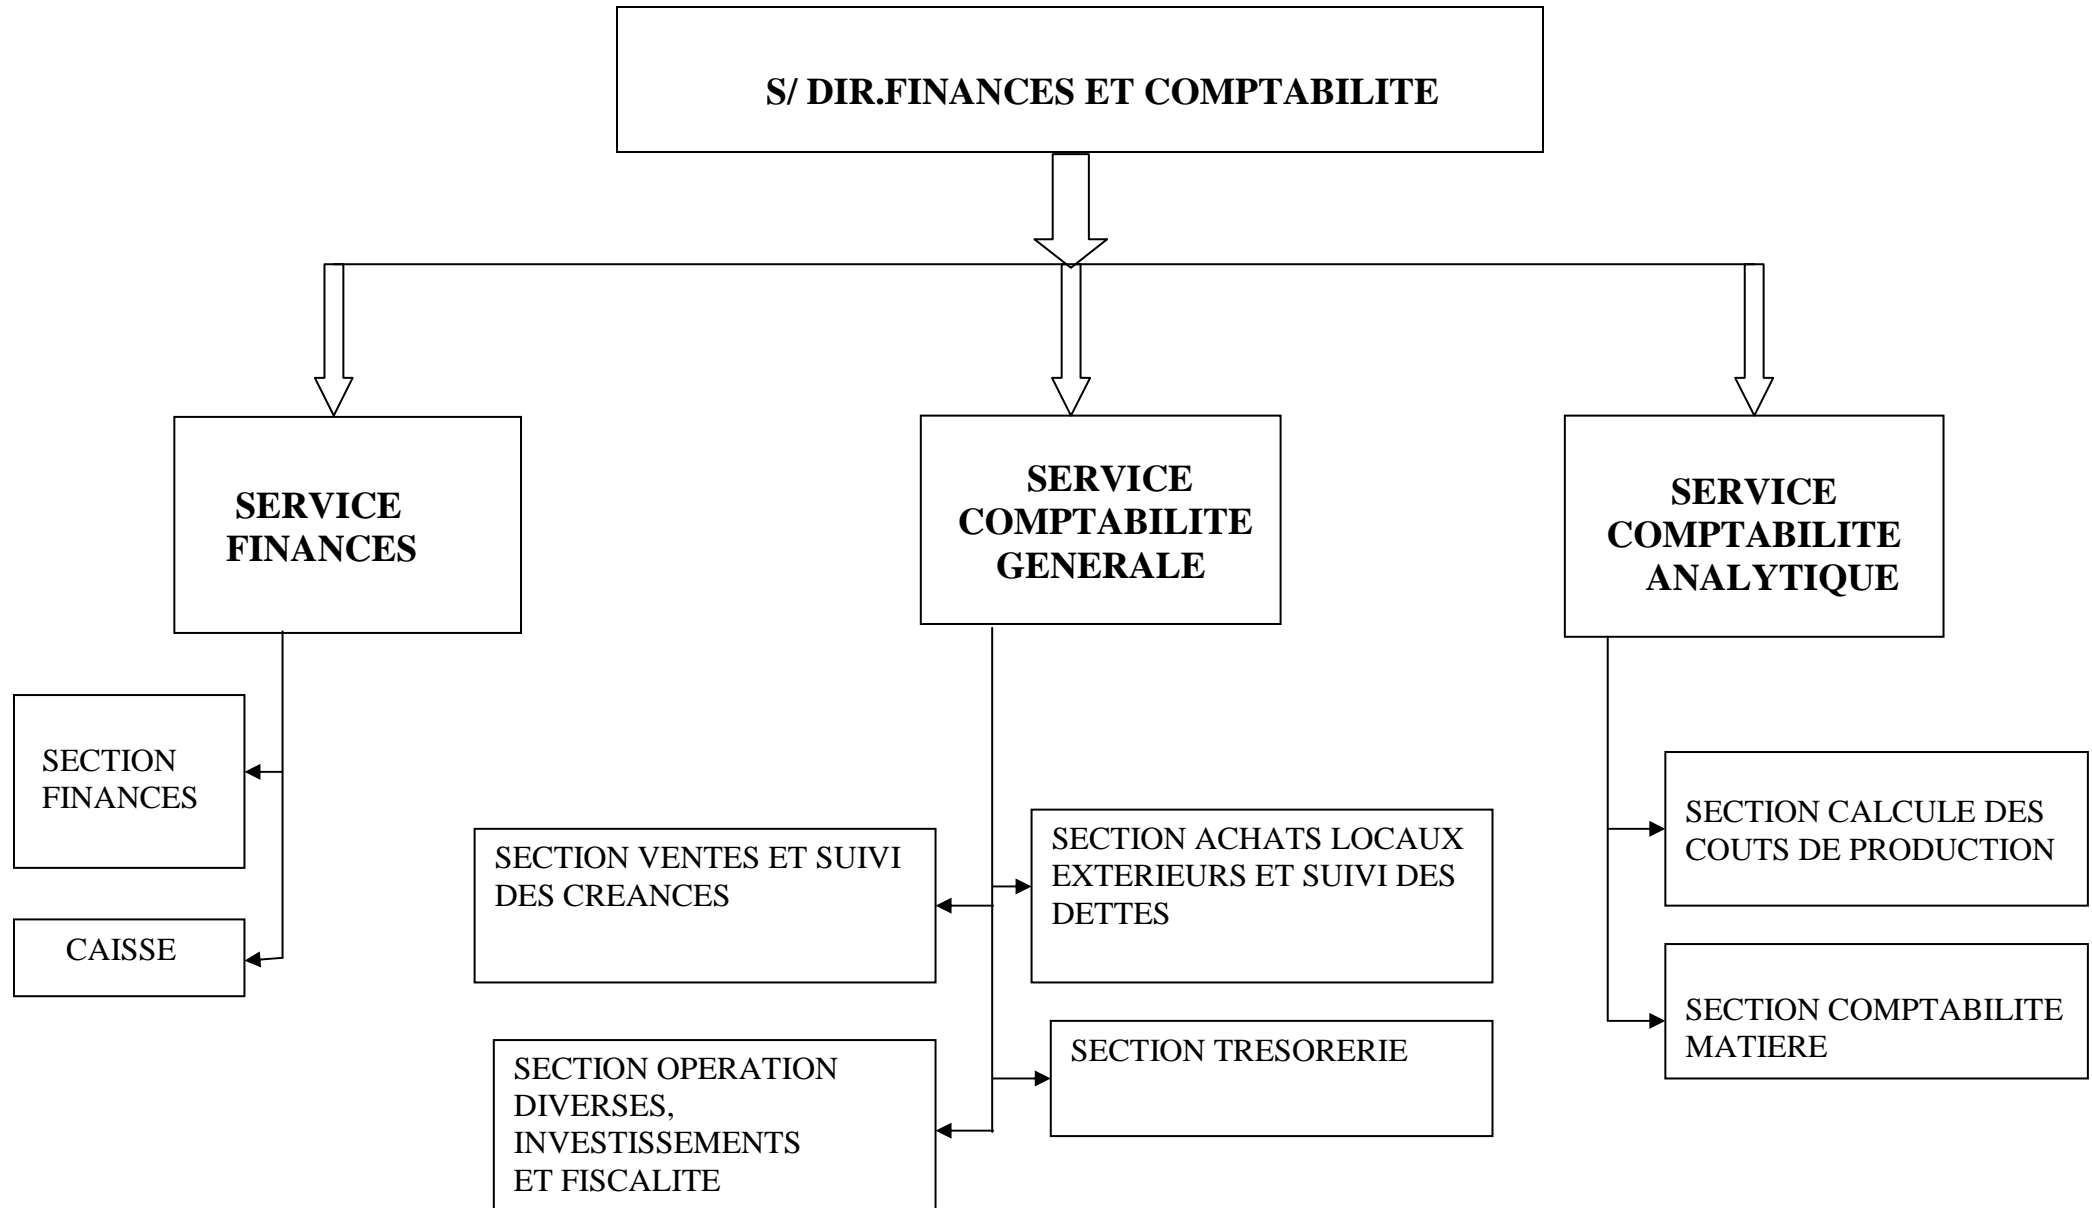 S/ DIR.FINANCES ET COMPTABILITE
SERVICE
FINANCES
SERVICE
COMPTABILITE
GENERALE
SERVICE
COMPTABILITE
ANALYTIQUE
SECTION
FINANCES
CAISSE
SECTION VENTES ET SUIVI
DES CREANCES
SECTION ACHATS LOCAUX
EXTERIEURS ET SUIVI DES
DETTES
SECTION OPERATION
DIVERSES,
INVESTISSEMENTS
ET FISCALITE
SECTION TRESORERIE
SECTION CALCULE DES
COUTS DE PRODUCTION
SECTION COMPTABILITE
MATIERE